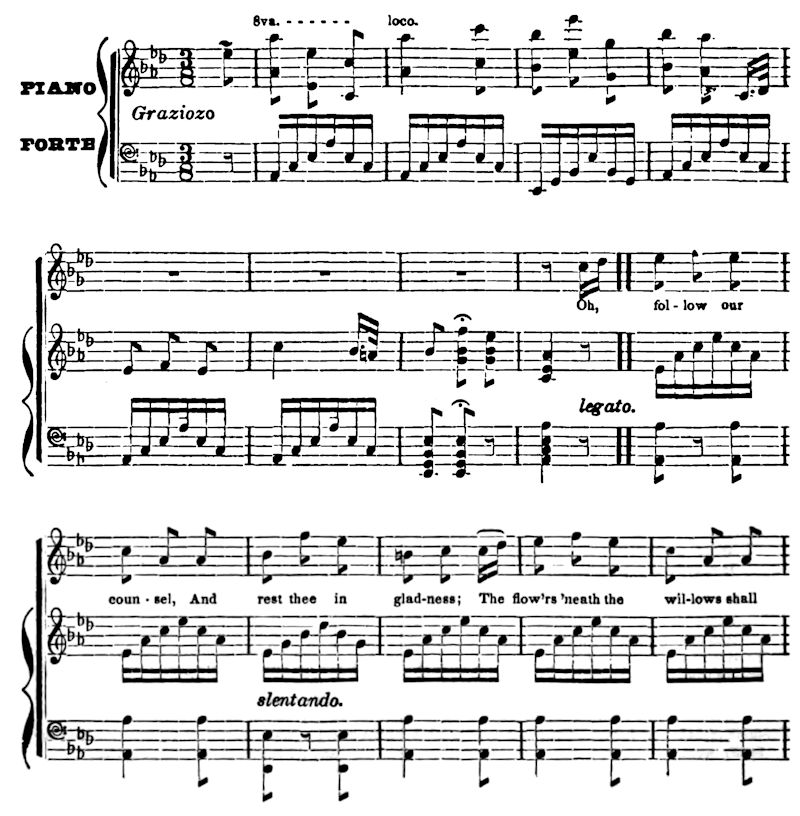 8va. - - - - - - loco.
PIANO
Graziozo
FORTE
Oh, fol - low our
legato.
coun - sel, And rest thee in glad-ness; The flow'rs 'neath the wil-lows shall
slentando.